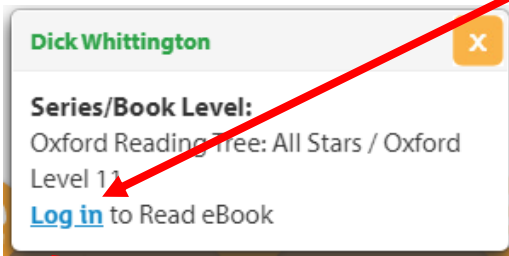 Dick Whittington
x
Series/Book Level:
Oxford Reading Tree: All Stars / Oxford
Level 11
Log in to Read eBook